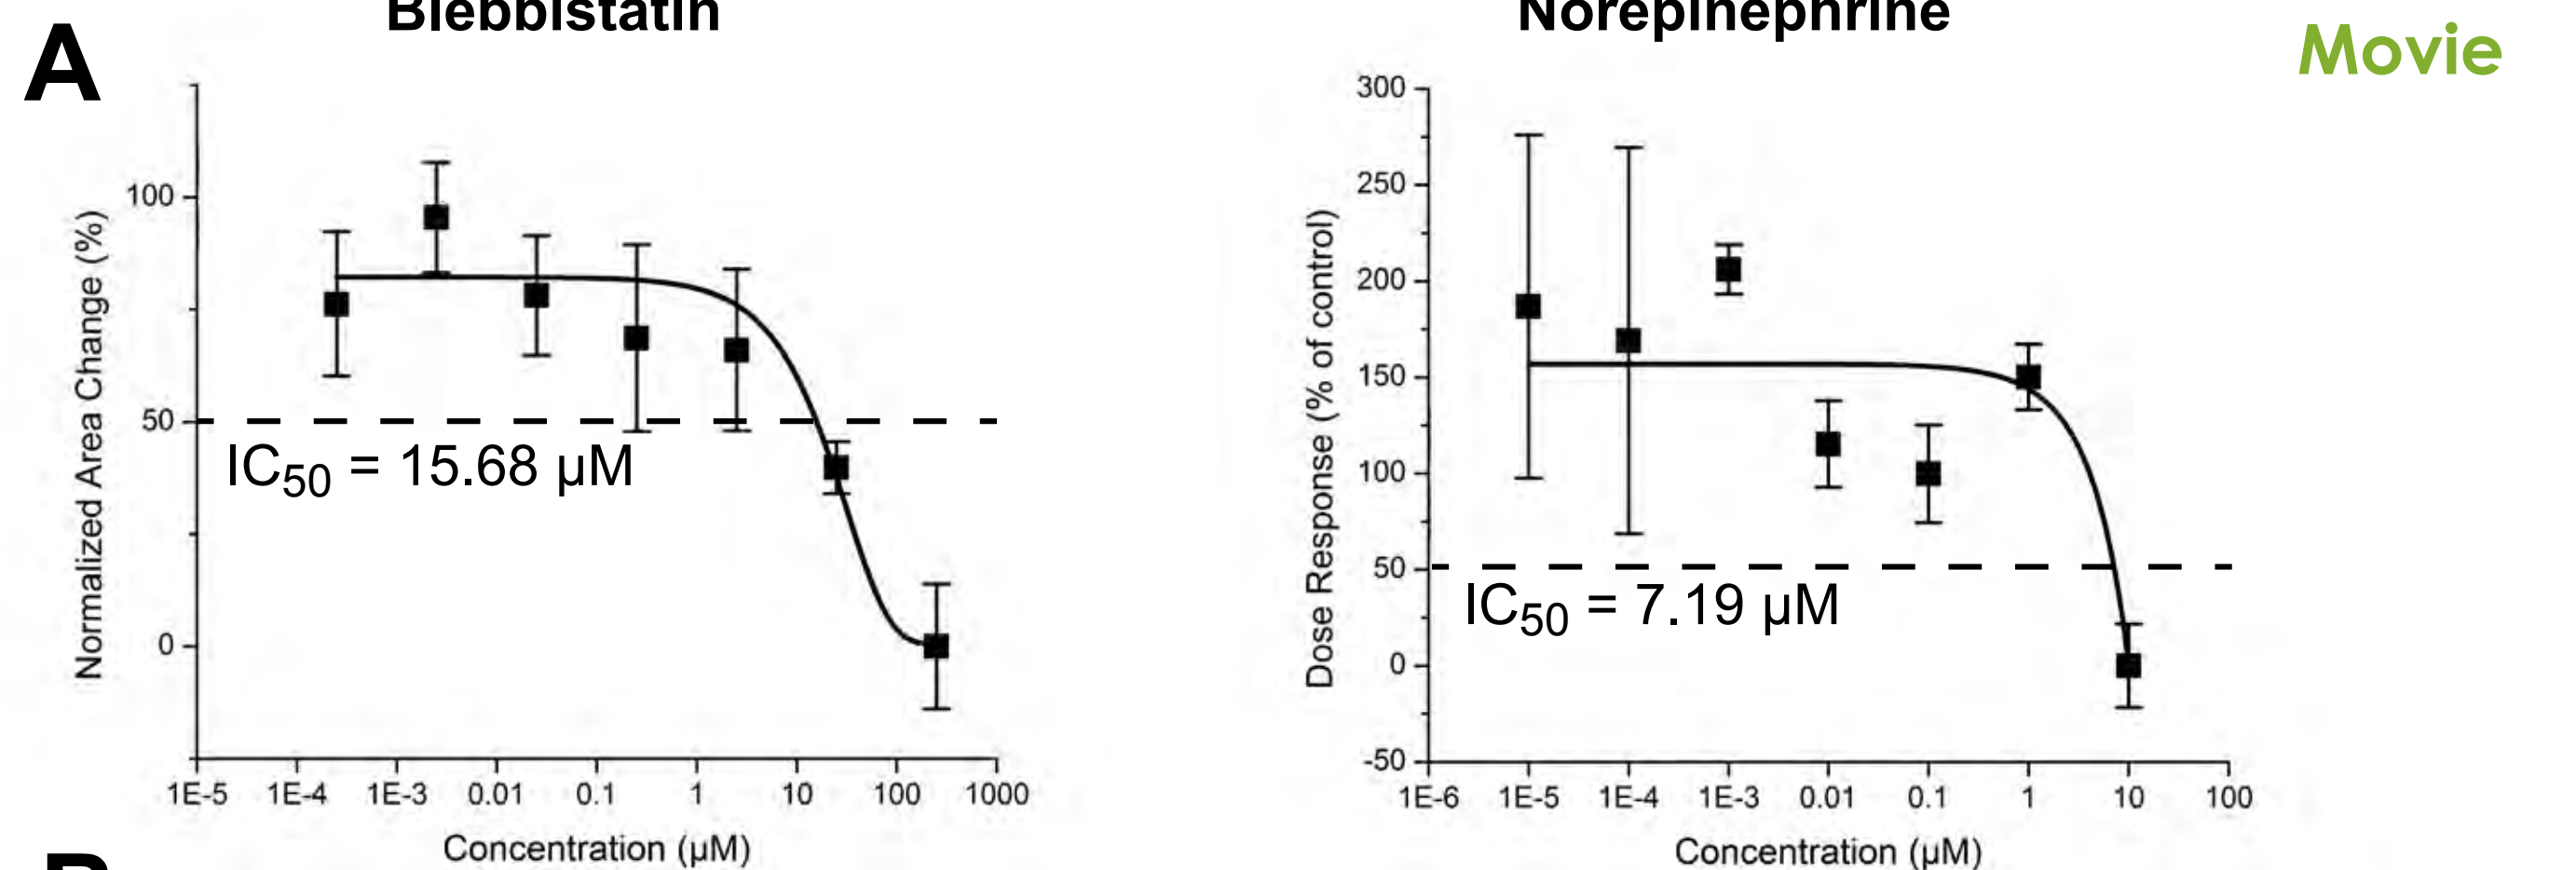 A
Blebbistatin
Norepinephrine
Movie
Normalized Area Change (%)
100
50
0
IC50 = 15.68 µM
1E-5 1E-4 1E-3 0.01 0.1 1 10 100 1000
Concentration (µM)
Dose Response (% of control)
300
250
200
150
100
50
0
-50
IC50 = 7.19 µM
1E-6 1E-5 1E-4 1E-3 0.01 0.1 1 10 100
Concentration (µM)